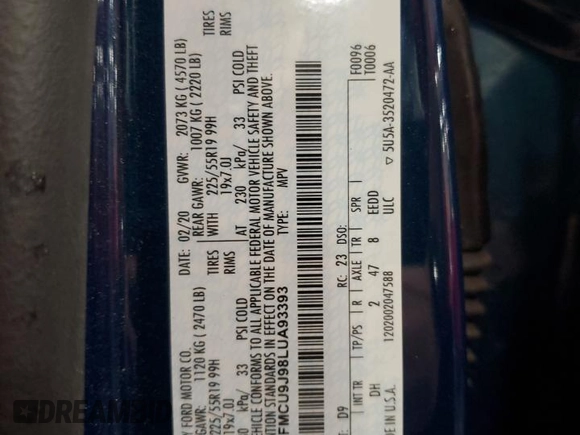 Y FORD MOTOR CO.
DATE: 02/20 GVWR: 2073 KG ( 4570 LB)
GAWR: 1120 KG ( 2470 LB) REAR GAWR: 1007 KG ( 2220 LB)
225/55R19 99H TIRES WITH 225/55R19 99H TIRES
19x7.0J RIMS 19x7.0J RIMS
kPa/ 33 PSI COLD AT 230 kPa/ 33 PSI COLD
VEHICLE CONFORMS TO ALL APPLICABLE FEDERAL MOTOR VEHICLE SAFETY AND THEFT
STANDARDS IN EFFECT ON THE DATE OF MANUFACTURE SHOWN ABOVE.
FMCU9J98LUA93393 TYPE: MPV
F0096
T0006
D9 RC: 23 DSO:
INT TR TP/PS R AXLE TR SPR
DH 2 47 8 EEDD
E IN U.S.A. ULC
1202002047588 ▽ 5U5A-3520472-AA
DREAMBID